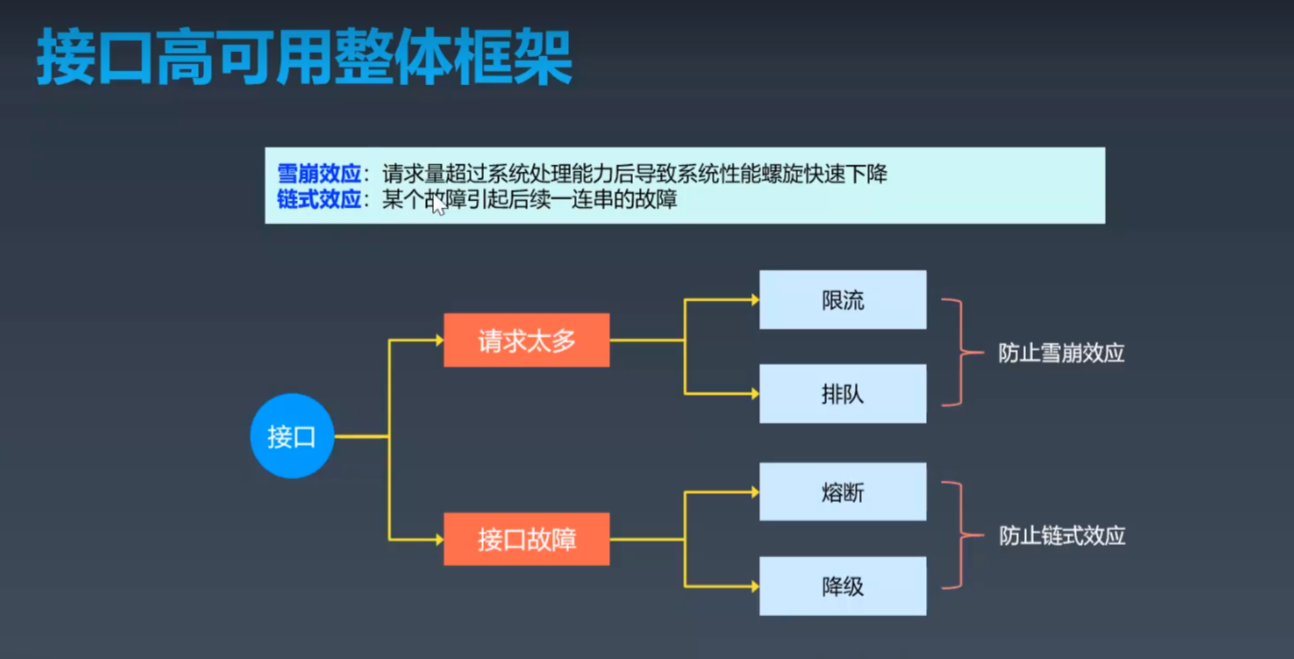 接口高可用整体框架
雪崩效应：请求量超过系统处理能力后导致系统性能螺旋快速下降
链式效应：某个故障引起后续一连串的故障
限流
请求太多
防止雪崩效应
排队
接口
熔断
接口故障
防止链式效应
降级